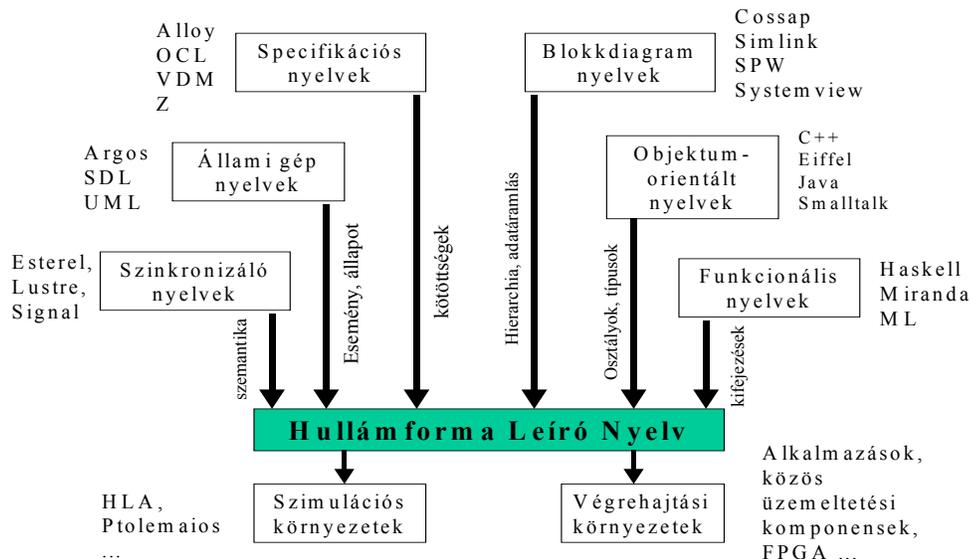 Alloy
OCL
VDM
Z
Specifikációs
nyelvek
Blokkdiagram
nyelvek
Cossap
Simlink
SPW
Systemview
Argos
SDL
UML
Állami gép
nyelvek
Objektum-
orientált
nyelvek
C++
Eiffel
Java
Smalltalk
Esterel,
Lustre,
Signal
Szinkronizáló
nyelvek
Funkcionális
nyelvek
Haskell
Miranda
ML
szemantika
Esemény, állapot
kötöttségek
Hierarchia, adatáramlás
Osztályok, típusok
kifejezések
Hullámforma Leíró Nyelv
HLA,
Ptolemaios
...
Szimulációs
környezetek
Végrehajtási
környezetek
Alkalmazások,
közös
üzemeltetési
komponensek,
FPGA ...